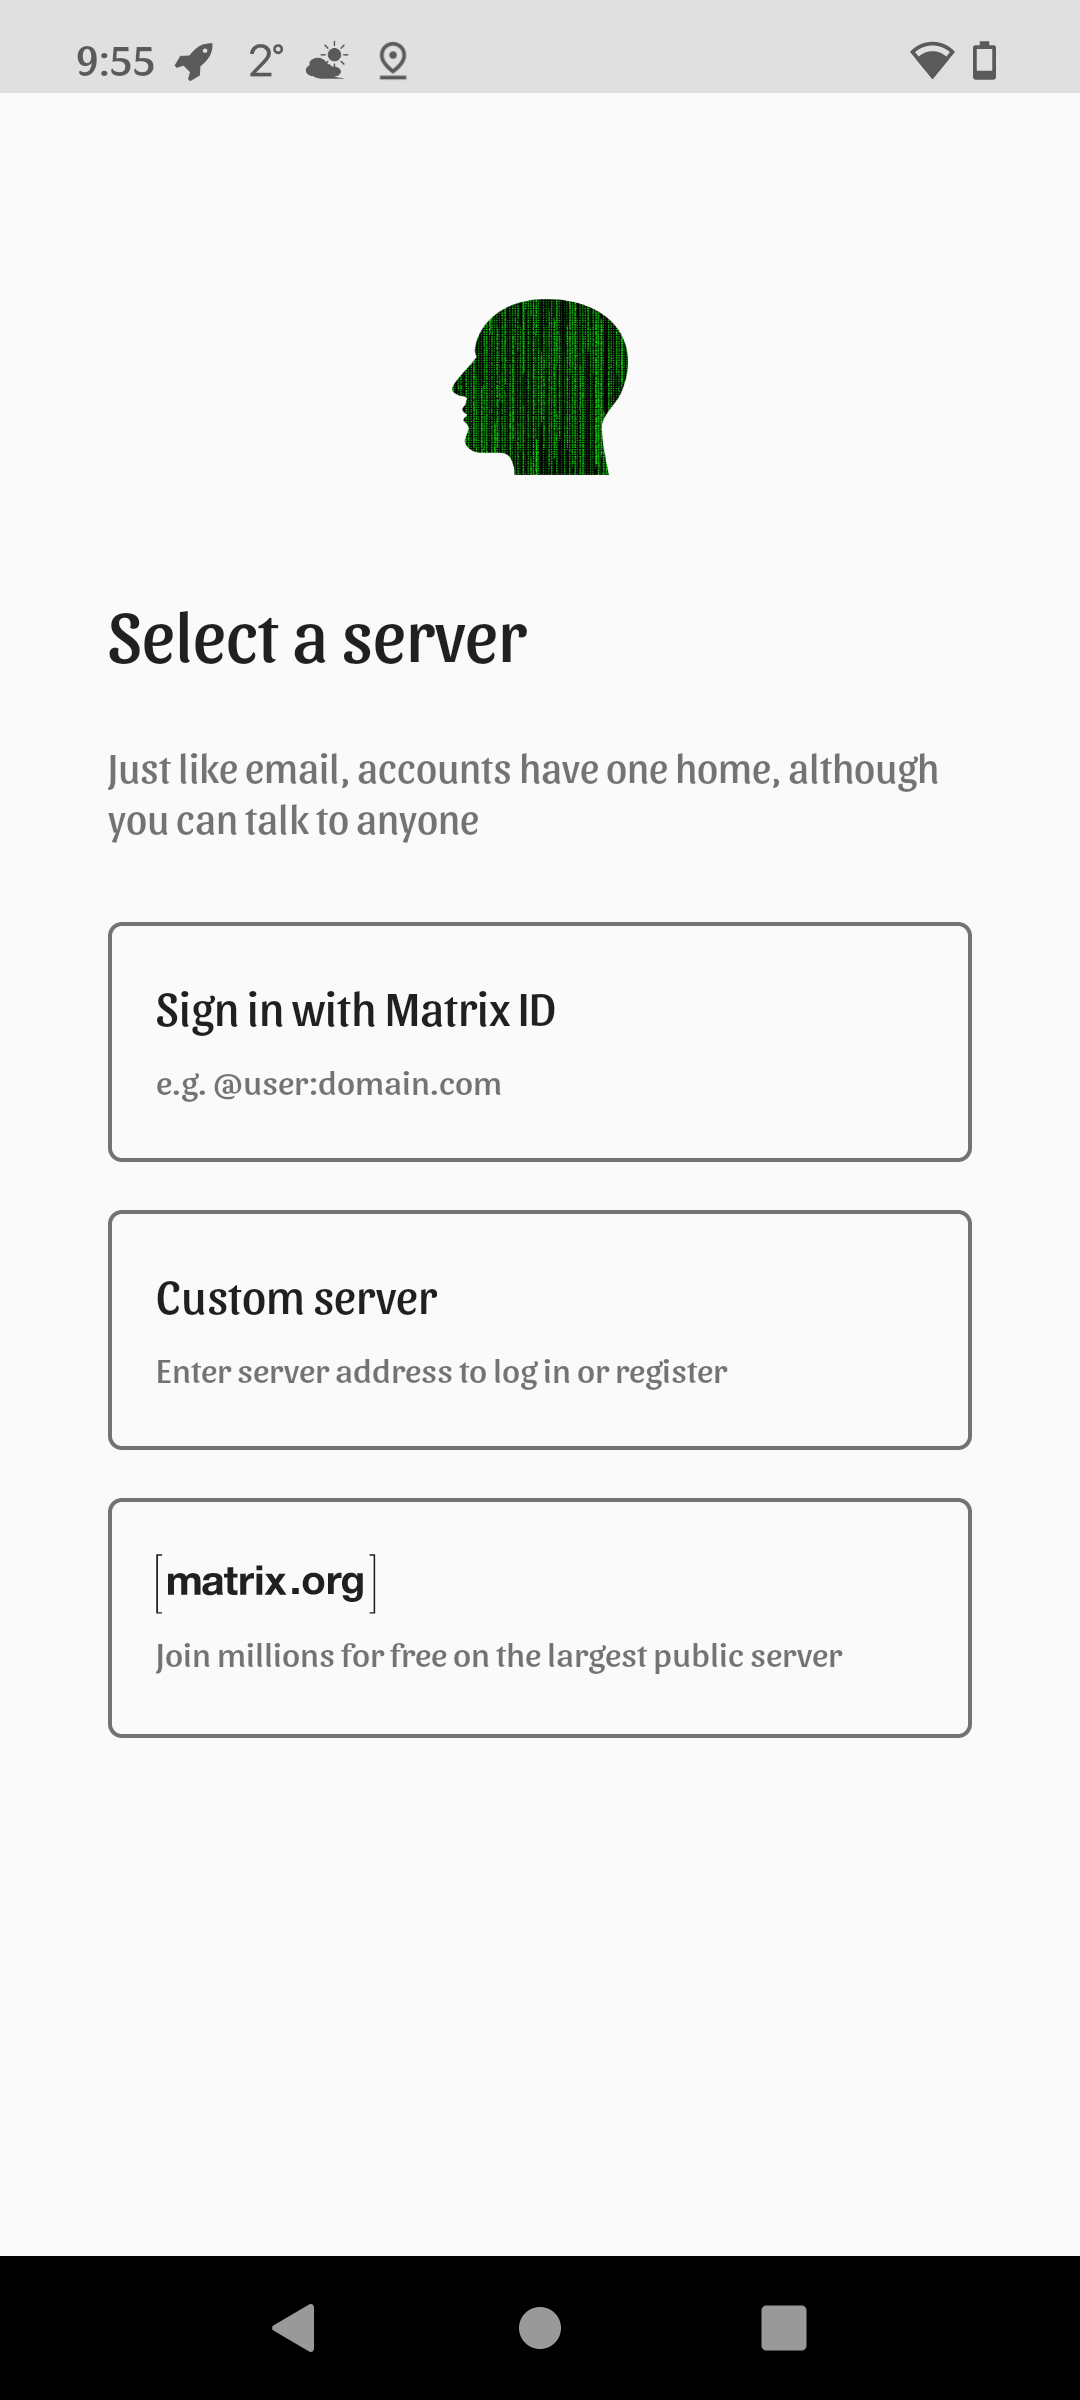 9:55 2°
Select a server
Just like email, accounts have one home, although
you can talk to anyone
Sign in with Matrix ID
e.g. @user:domain.com
Custom server
Enter server address to log in or register
[matrix.org]
Join millions for free on the largest public server